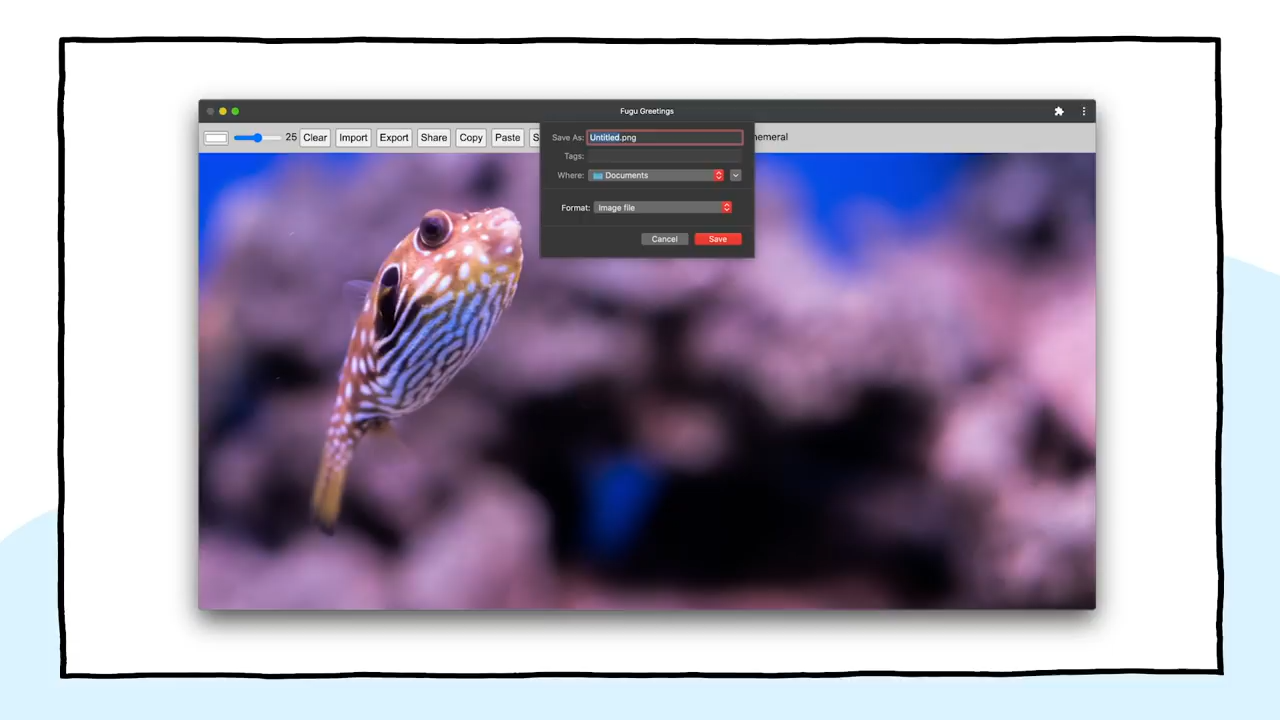 Fugu Greetings
25 Clear Import Export Share Copy Paste S
Save As: Untitled.png
Tags:
Where: Documents
Format: Image file
Cancel Save
hemeral